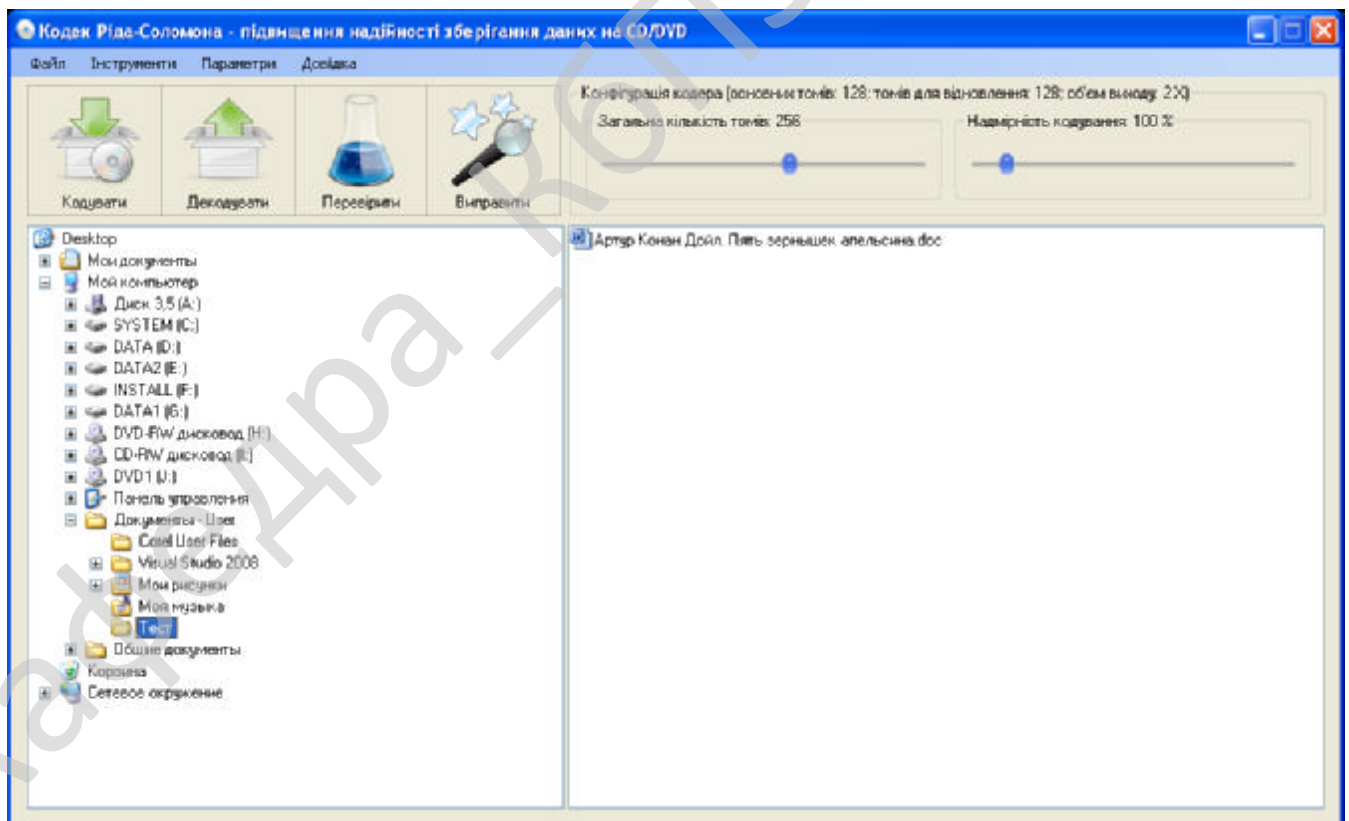 Кодек Ріда-Соломона - підвищення надійності зберігання даних на CD/DVD
Файл Інструменти Параметри Довідка
Кодувати Декодувати Перевірити Виправити
Конфігурація кодера (основних томів: 128; томів для відновлення: 128; об'єм виходу: 2X)
Загальна кількість томів: 256
Надмірність кодування: 100 %
Desktop
Мои документы
Мой компьютер
Диск 3,5 (A:)
SYSTEM (C:)
DATA (D:)
DATA2 (E:)
INSTALL (F:)
DATA1 (G:)
DVD-RW дисковод (H:)
CD-RW дисковод (I:)
DVD1 (J:)
Панель управления
Документы - User
Corel User Files
Visual Studio 2008
Мои рисунки
Моя музыка
Тест
Общие документы
Корзина
Сетевое окружение
Артур Конан Дойл. Пять зернышек апельсина.doc